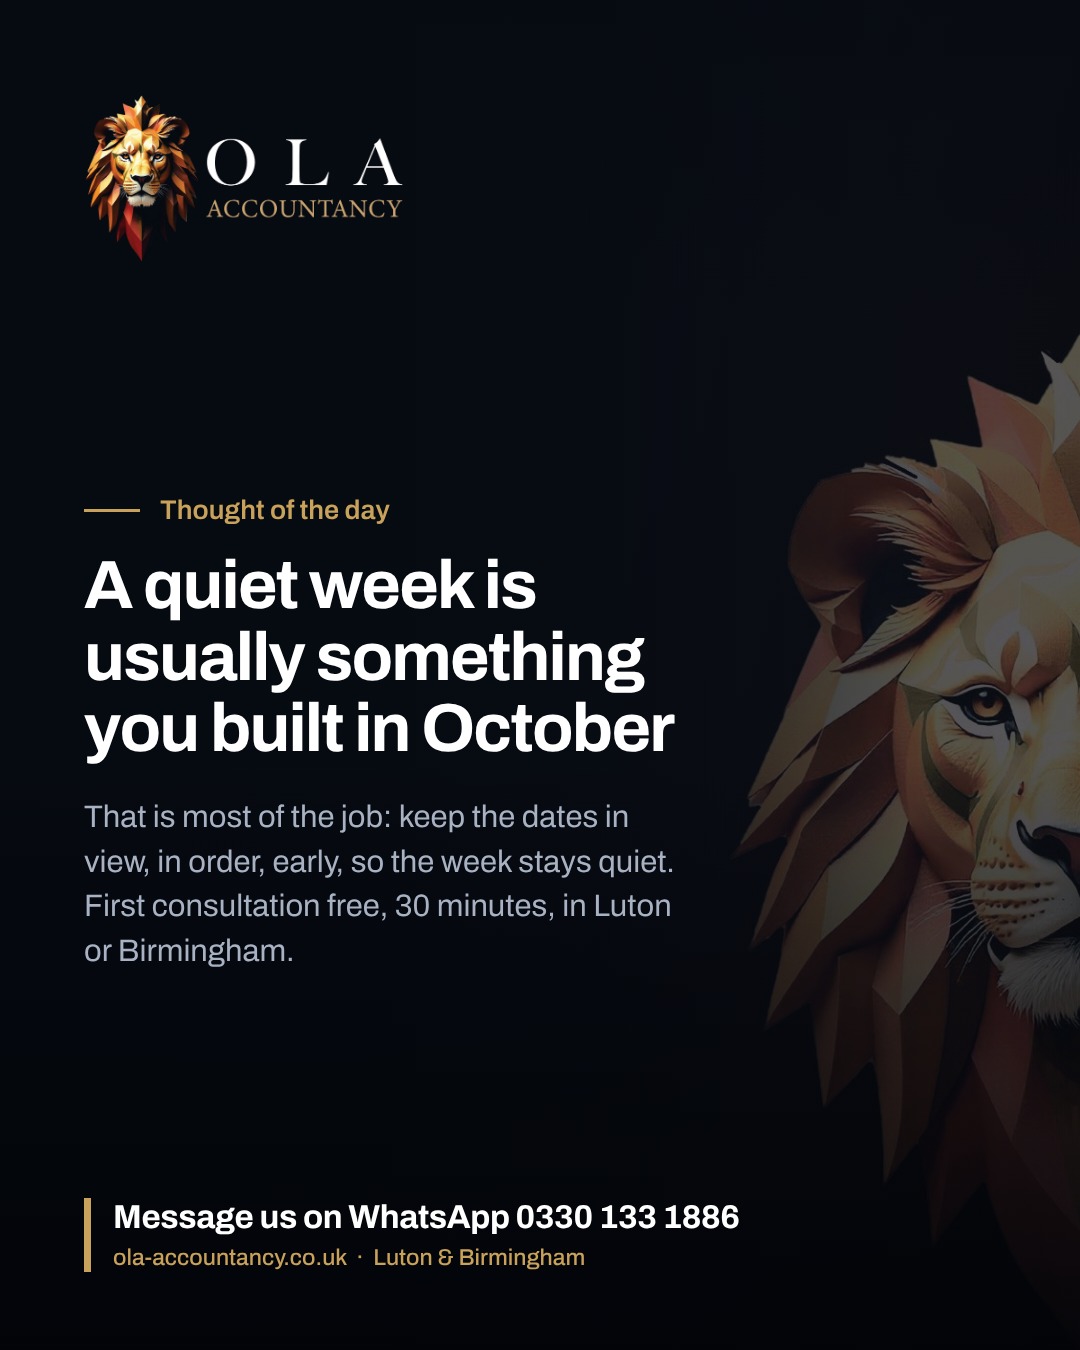 OLA
ACCOUNTANCY
Thought of the day
A quiet week is
usually something
you built in October
That is most of the job: keep the dates in
view, in order, early, so the week stays quiet.
First consultation free, 30 minutes, in Luton
or Birmingham.
Message us on WhatsApp 0330 133 1886
ola-accountancy.co.uk · Luton & Birmingham